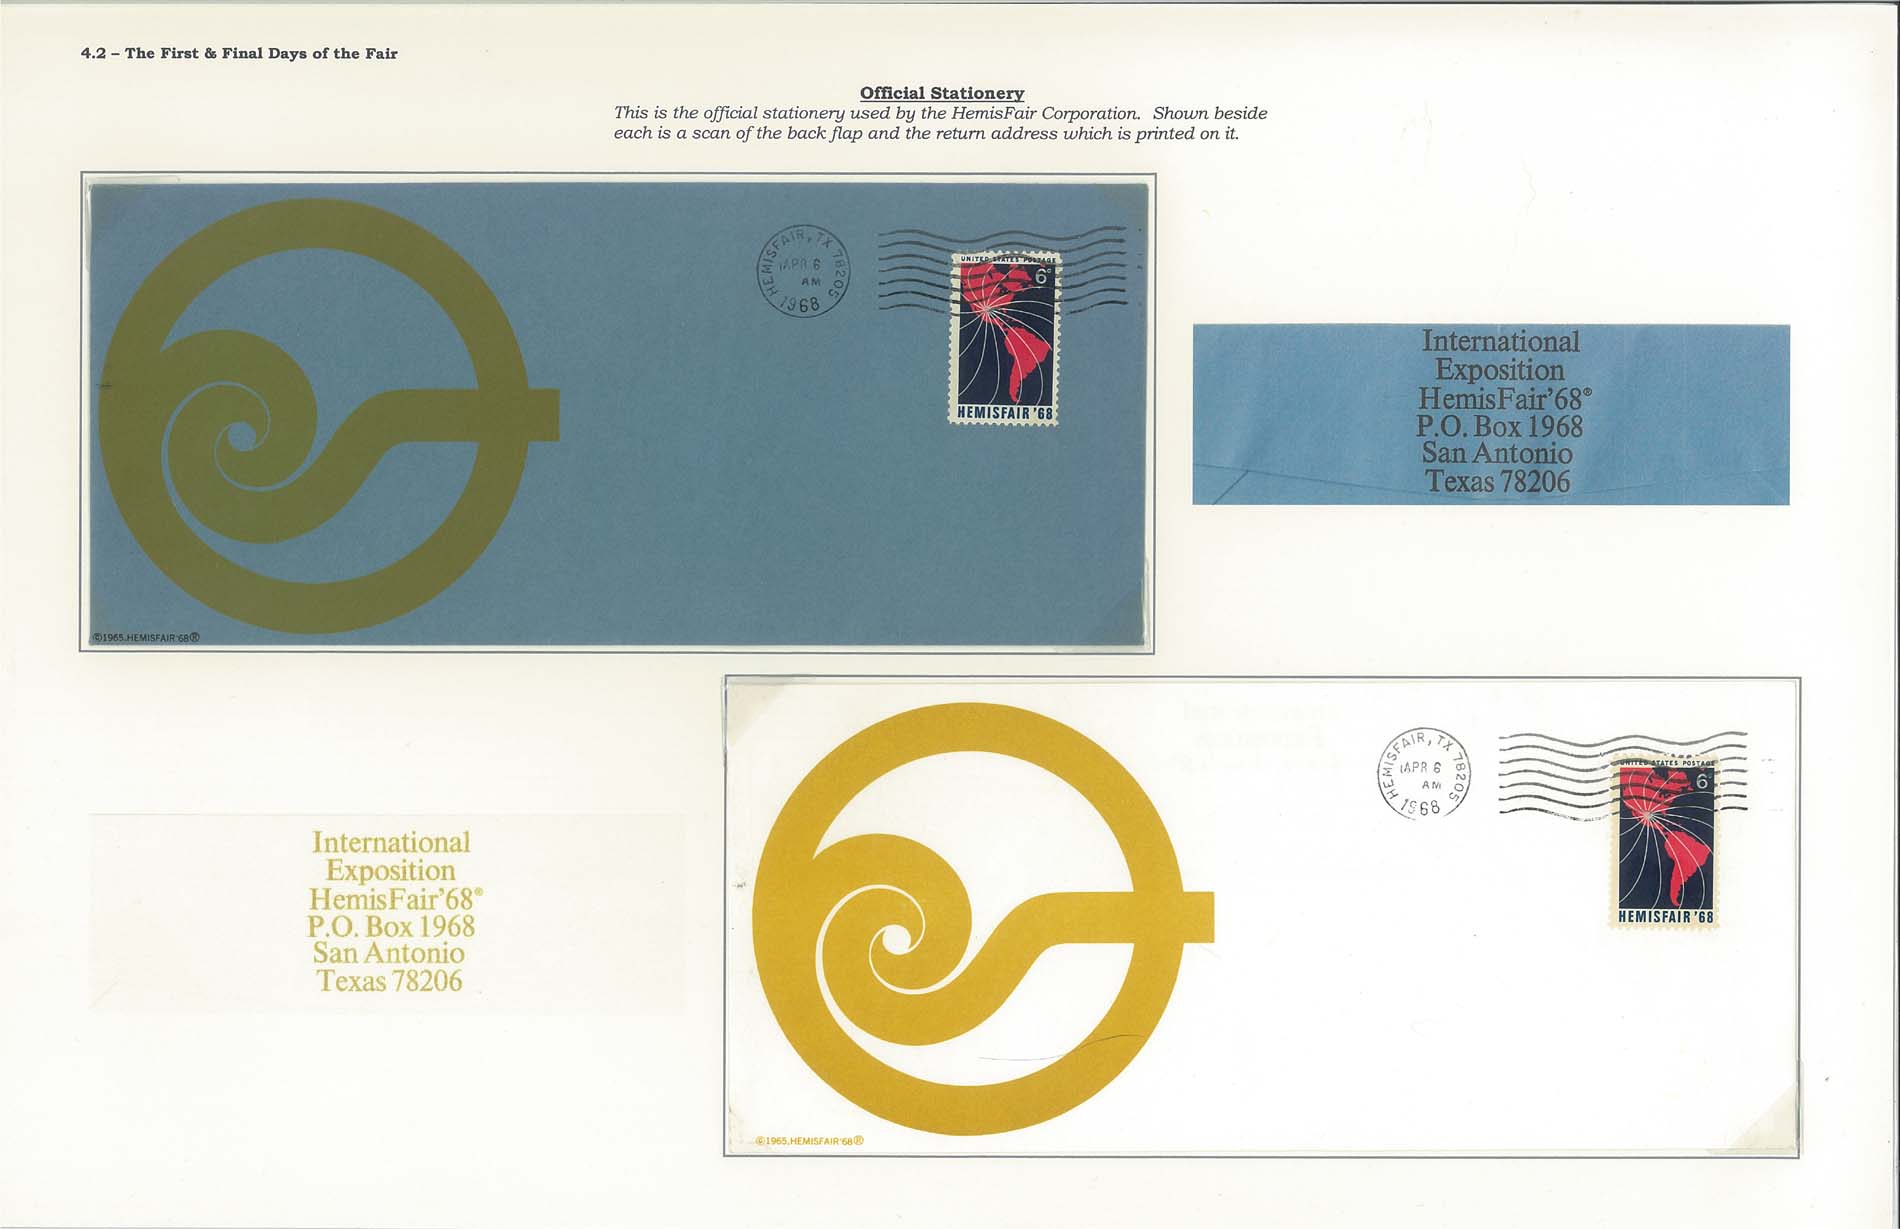 4.2 – The First & Final Days of the Fair
Official Stationery
This is the official stationery used by the HemisFair Corporation. Shown beside
each is a scan of the back flap and the return address which is printed on it.
HEMISFAIR, TX 78205
APR 6
AM
1968
UNITED STATES POSTAGE
6c
HEMISFAIR '68
©1965, HEMISFAIR '68®
International
Exposition
HemisFair'68®
P.O. Box 1968
San Antonio
Texas 78206
International
Exposition
HemisFair'68®
P.O. Box 1968
San Antonio
Texas 78206
HEMISFAIR, TX 78205
APR 6
AM
1968
UNITED STATES POSTAGE
6c
HEMISFAIR '68
©1965, HEMISFAIR '68®